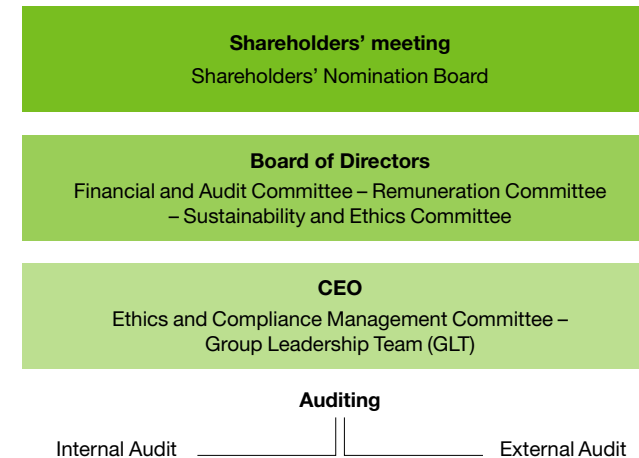 Shareholders’ meeting
Shareholders’ Nomination Board
Board of Directors
Financial and Audit Committee – Remuneration Committee
– Sustainability and Ethics Committee
CEO
Ethics and Compliance Management Committee –
Group Leadership Team (GLT)
Auditing
Internal Audit External Audit